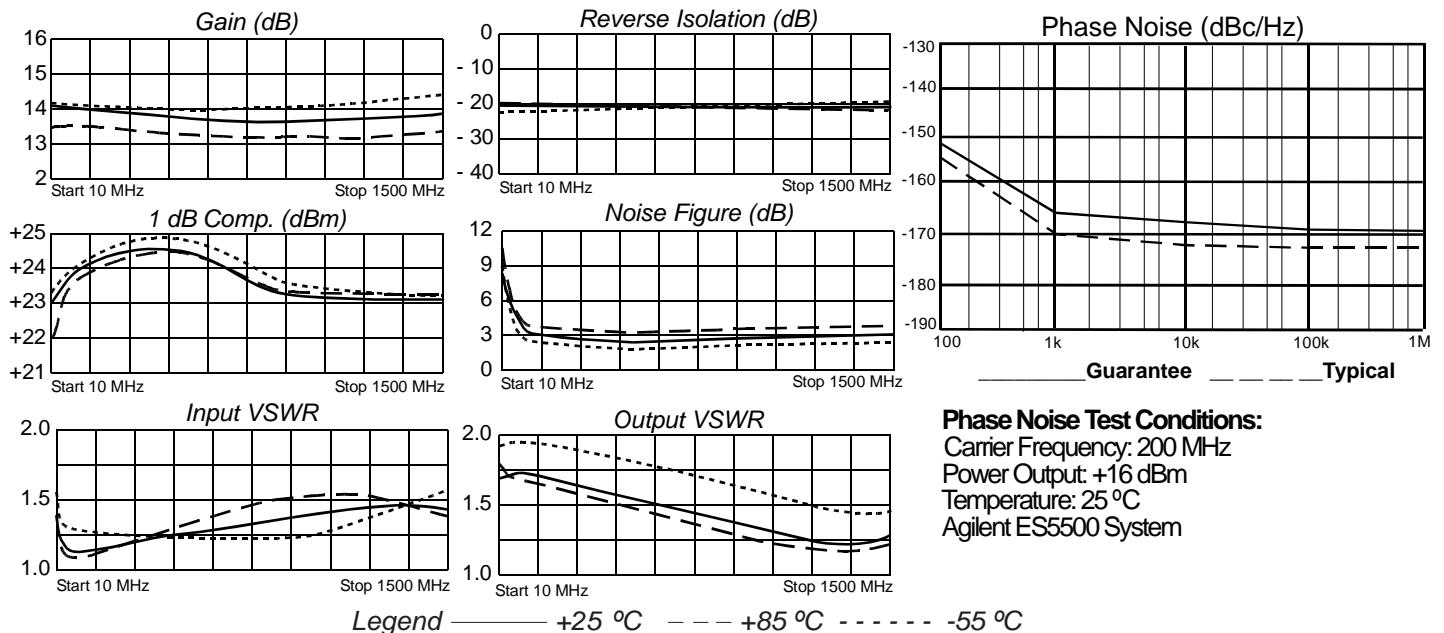 Gain (dB)
16
15
14
13
2
Start 10 MHz
Stop 1500 MHz
Reverse Isolation (dB)
0
- 10
- 20
- 30
- 40
Start 10 MHz
Stop 1500 MHz
Phase Noise (dBc/Hz)
-130
-140
-150
-160
-170
-180
-190
100
1k
10k
100k
1M
__________Guarantee __ __ __ __Typical
1 dB Comp. (dBm)
+25
+24
+23
+22
+21
Start 10 MHz
Stop 1500 MHz
Noise Figure (dB)
12
9
6
3
0
Start 10 MHz
Stop 1500 MHz
Input VSWR
2.0
1.5
1.0
Start 10 MHz
Stop 1500 MHz
Output VSWR
2.0
1.5
1.0
Start 10 MHz
Stop 1500 MHz
Phase Noise Test Conditions:
Carrier Frequency: 200 MHz
Power Output: +16 dBm
Temperature: 25 ºC
Agilent ES5500 System
Legend ——— +25 ºC – – – +85 ºC - - - - - - -55 ºC